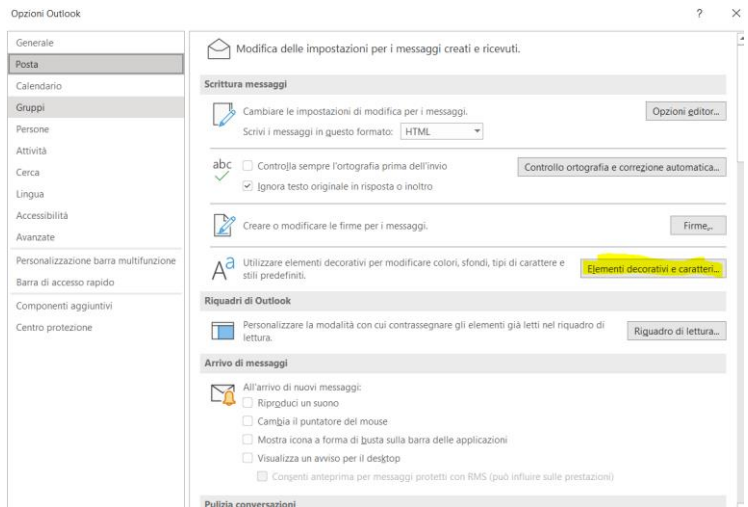 Opzioni Outlook
?
Generale
Posta
Calendario
Gruppi
Persone
Attività
Cerca
Lingua
Accessibilità
Avanzate
Personalizzazione barra multifunzione
Barra di accesso rapido
Componenti aggiuntivi
Centro protezione
Modifica delle impostazioni per i messaggi creati e ricevuti.
Scrittura messaggi
Cambiare le impostazioni di modifica per i messaggi.
Opzioni editor...
Scrivi i messaggi in questo formato: HTML
abc
Controlla sempre l'ortografia prima dell'invio
Controllo ortografia e correzione automatica...
Ignora testo originale in risposta o inoltro
Creare o modificare le firme per i messaggi.
Firme...
Aa
Utilizzare elementi decorativi per modificare colori, sfondi, tipi di carattere e
stili predefiniti.
Elementi decorativi e caratteri...
Riquadri di Outlook
Personalizzare la modalità con cui contrassegnare gli elementi già letti nel riquadro di
lettura.
Riquadro di lettura...
Arrivo di messaggi
All'arrivo di nuovi messaggi:
Riproduci un suono
Cambia il puntatore del mouse
Mostra icona a forma di busta sulla barra delle applicazioni
Visualizza un avviso per il desktop
Consenti anteprima per messaggi protetti con RMS (può influire sulle prestazioni)
Pulizia conversazioni